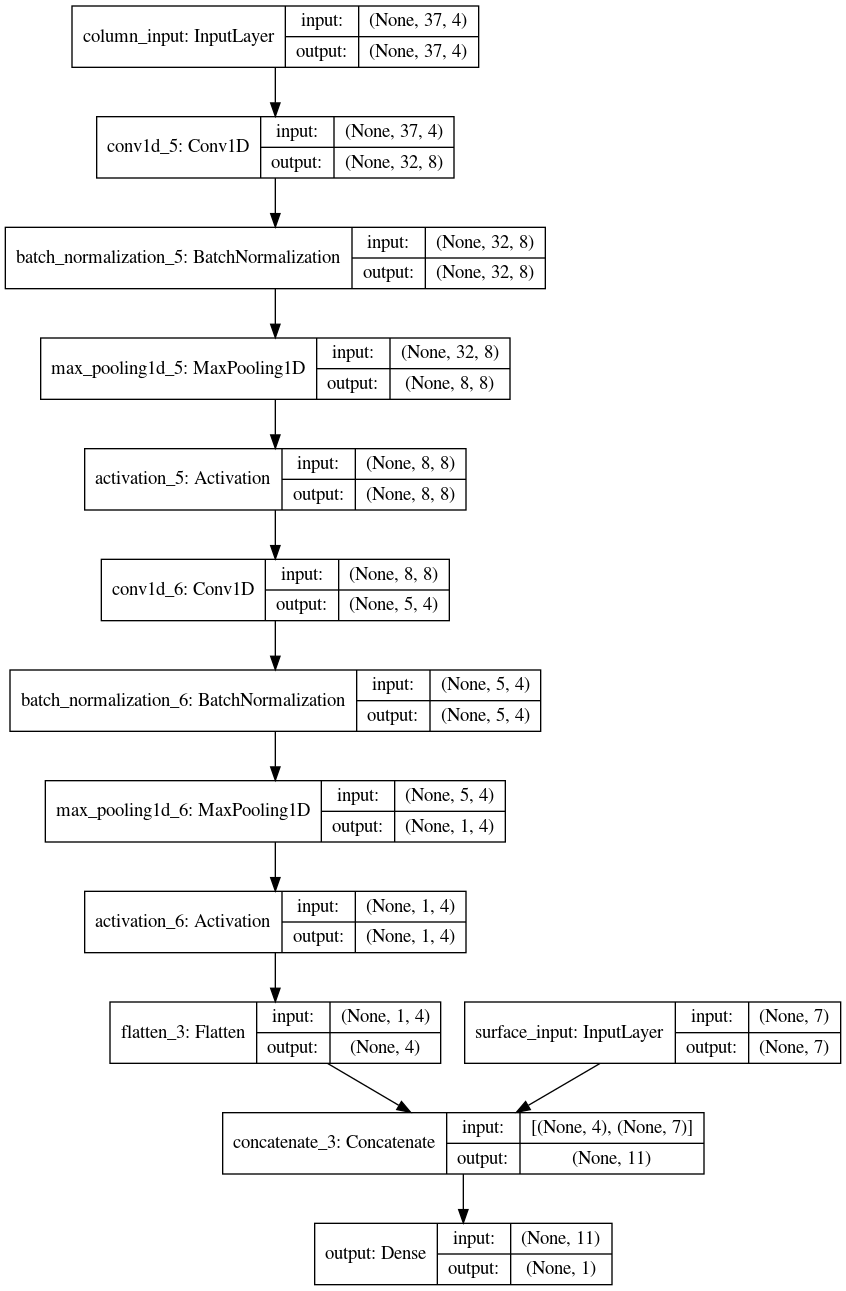 column_input: InputLayer
input: (None, 37, 4)
output: (None, 37, 4)
conv1d_5: Conv1D
input: (None, 37, 4)
output: (None, 32, 8)
batch_normalization_5: BatchNormalization
input: (None, 32, 8)
output: (None, 32, 8)
max_pooling1d_5: MaxPooling1D
input: (None, 32, 8)
output: (None, 8, 8)
activation_5: Activation
input: (None, 8, 8)
output: (None, 8, 8)
conv1d_6: Conv1D
input: (None, 8, 8)
output: (None, 5, 4)
batch_normalization_6: BatchNormalization
input: (None, 5, 4)
output: (None, 5, 4)
max_pooling1d_6: MaxPooling1D
input: (None, 5, 4)
output: (None, 1, 4)
activation_6: Activation
input: (None, 1, 4)
output: (None, 1, 4)
flatten_3: Flatten
input: (None, 1, 4)
output: (None, 4)
surface_input: InputLayer
input: (None, 7)
output: (None, 7)
concatenate_3: Concatenate
input: [(None, 4), (None, 7)]
output: (None, 11)
output: Dense
input: (None, 11)
output: (None, 1)